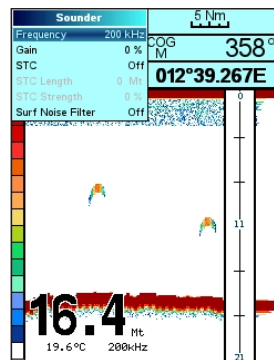 Sounder
Frequency 200 kHz
Gain 0 %
STC Off
STC Length 0 Mt
STC Strength 0 %
Surf Noise Filter Off
5 Nm
COG M 358°
012°39.267E
0
11
21
16.4 Mt
19.6°C 200kHz